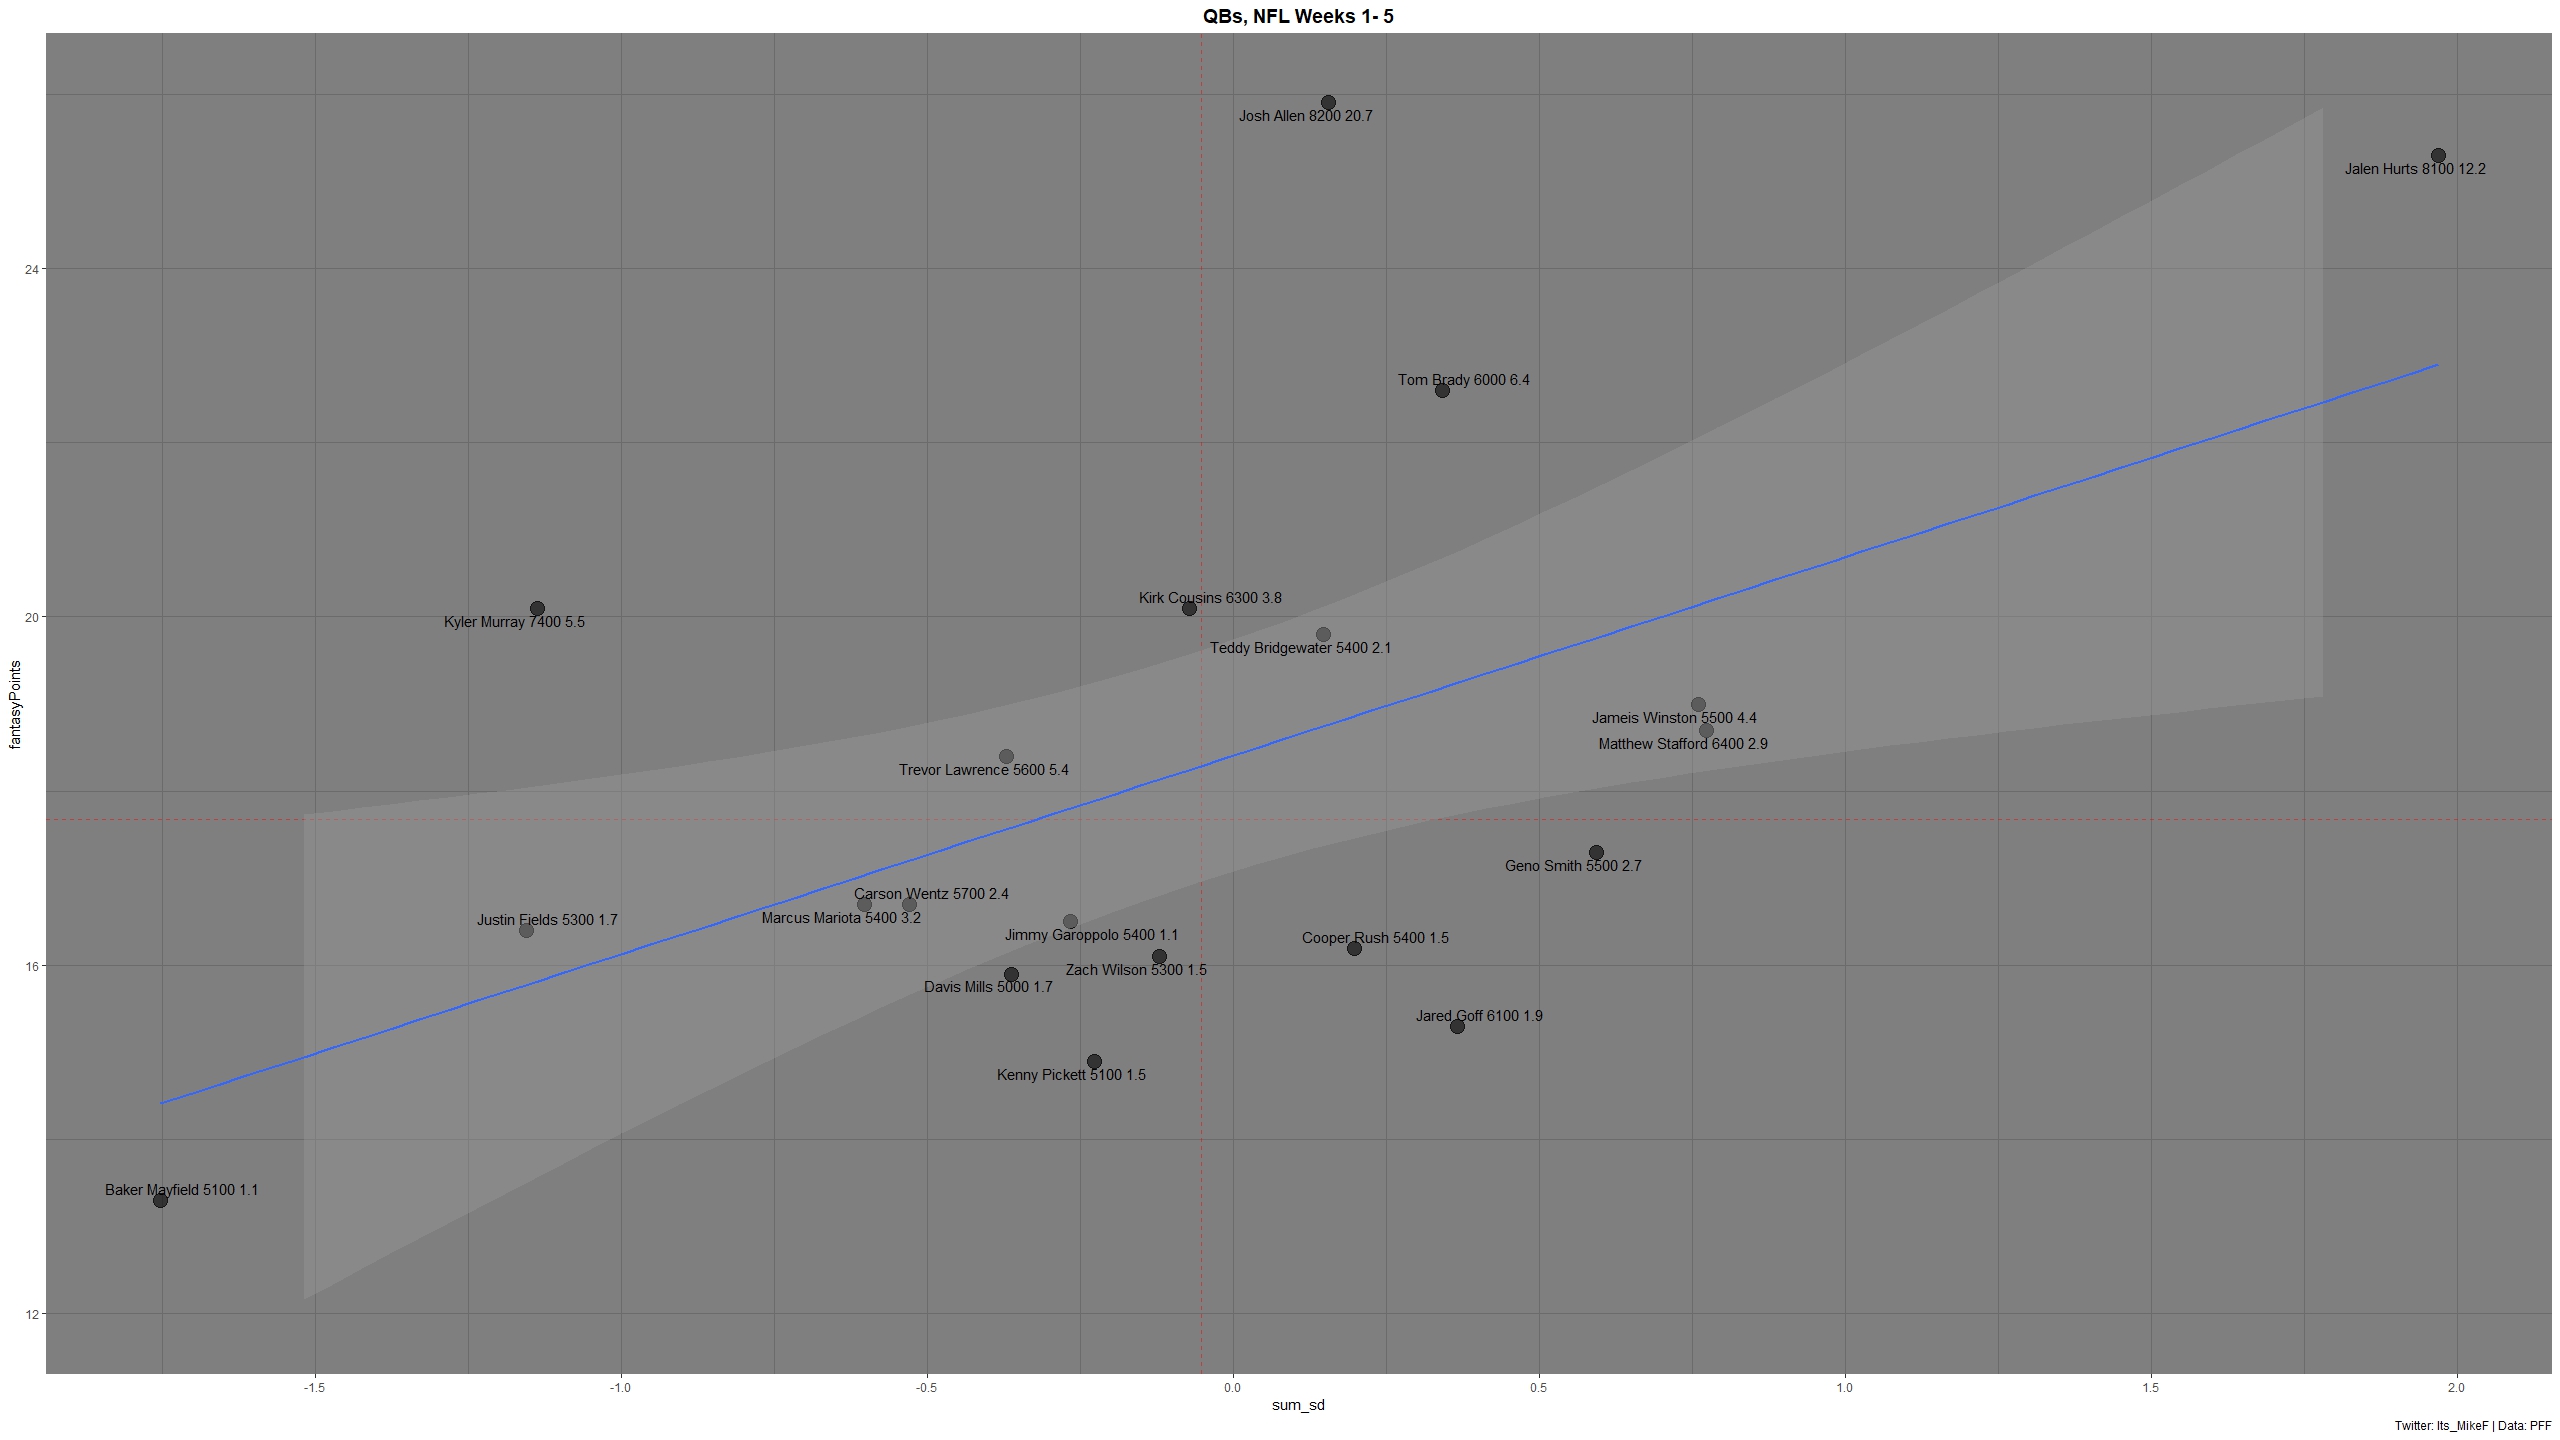 QBs, NFL Weeks 1- 5
Josh Allen 8200 20.7
Jalen Hurts 8100 12.2
24
Tom Brady 6000 6.4
Kirk Cousins 6300 3.8
20
Kyler Murray 7400 5.5
Teddy Bridgewater 5400 2.1
fantasyPoints
Jameis Winston 5500 4.4
Matthew Stafford 6400 2.9
Trevor Lawrence 5600 5.4
Geno Smith 5500 2.7
Carson Wentz 5700 2.4
Marcus Mariota 5400 3.2
Justin Fields 5300 1.7
Jimmy Garoppolo 5400 1.1
Cooper Rush 5400 1.5
16
Zach Wilson 5300 1.5
Davis Mills 5000 1.7
Jared Goff 6100 1.9
Kenny Pickett 5100 1.5
Baker Mayfield 5100 1.1
12
-1.5 -1.0 -0.5 0.0 0.5 1.0 1.5 2.0
sum_sd
Twitter: Its_MikeF | Data: PFF